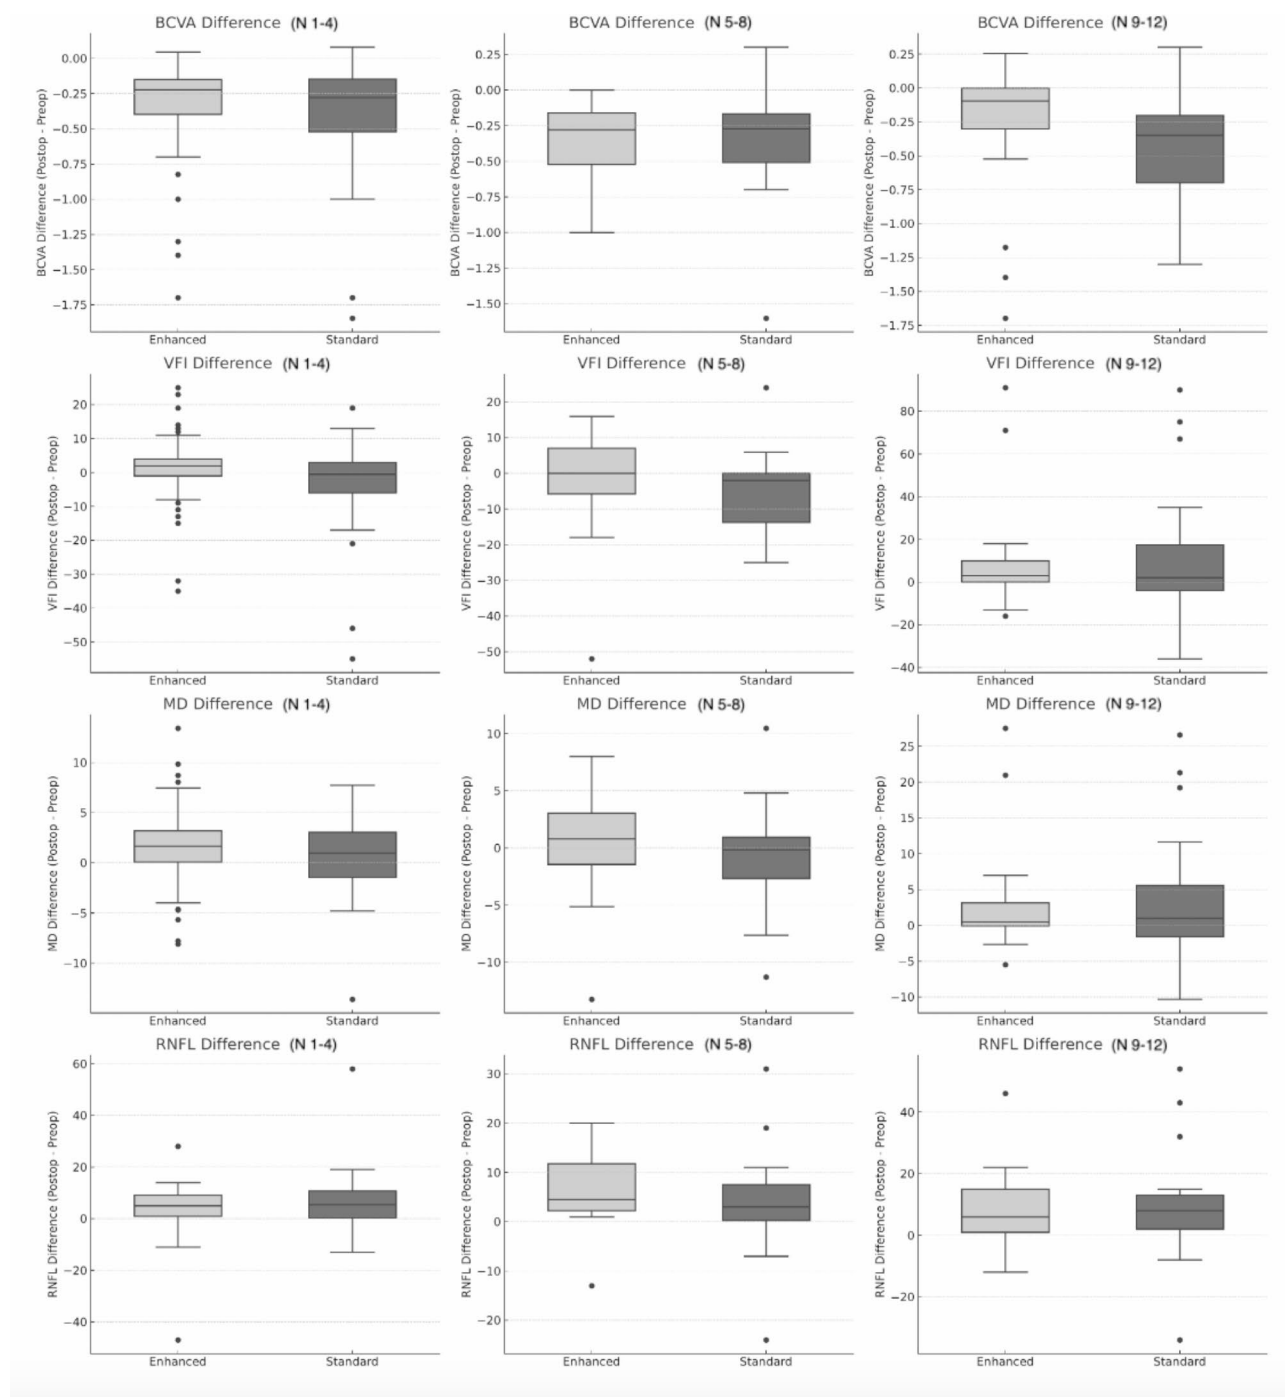 BCVA Difference (N 1-4)
BCVA Difference (N 5-8)
BCVA Difference (N 9-12)
BCVA Difference (Postop - Preop)
0.00
−0.25
−0.50
−0.75
−1.00
−1.25
−1.50
−1.75
Enhanced
Standard
BCVA Difference (Postop - Preop)
0.25
0.00
−0.25
−0.50
−0.75
−1.00
−1.25
−1.50
Enhanced
Standard
BCVA Difference (Postop - Preop)
0.25
0.00
−0.25
−0.50
−0.75
−1.00
−1.25
−1.50
−1.75
Enhanced
Standard
VFI Difference (N 1-4)
VFI Difference (N 5-8)
VFI Difference (N 9-12)
VFI Difference (Postop - Preop)
20
10
0
−10
−20
−30
−40
−50
Enhanced
Standard
VFI Difference (Postop - Preop)
20
10
0
−10
−20
−30
−40
−50
Enhanced
Standard
VFI Difference (Postop - Preop)
80
60
40
20
0
−20
−40
Enhanced
Standard
MD Difference (N 1-4)
MD Difference (N 5-8)
MD Difference (N 9-12)
MD Difference (Postop - Preop)
10
5
0
−5
−10
Enhanced
Standard
MD Difference (Postop - Preop)
10
5
0
−5
−10
Enhanced
Standard
MD Difference (Postop - Preop)
25
20
15
10
5
0
−5
−10
Enhanced
Standard
RNFL Difference (N 1-4)
RNFL Difference (N 5-8)
RNFL Difference (N 9-12)
RNFL Difference (Postop - Preop)
60
40
20
0
−20
−40
Enhanced
Standard
RNFL Difference (Postop - Preop)
30
20
10
0
−10
−20
Enhanced
Standard
RNFL Difference (Postop - Preop)
40
20
0
−20
Enhanced
Standard